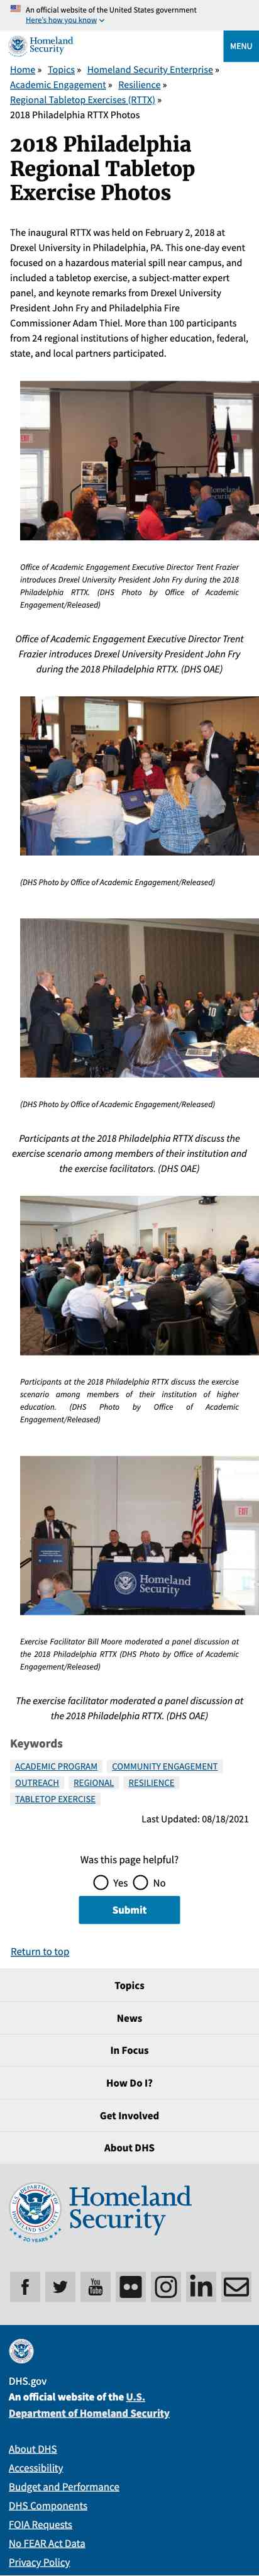 An official website of the United States government
Here's how you know
Homeland
Security
MENU
Home » Topics » Homeland Security Enterprise »
Academic Engagement » Resilience »
Regional Tabletop Exercises (RTTX) »
2018 Philadelphia RTTX Photos
2018 Philadelphia
Regional Tabletop
Exercise Photos
The inaugural RTTX was held on February 2, 2018 at
Drexel University in Philadelphia, PA. This one-day event
focused on a hazardous material spill near campus, and
included a tabletop exercise, a subject-matter expert
panel, and keynote remarks from Drexel University
President John Fry and Philadelphia Fire
Commissioner Adam Thiel. More than 100 participants
from 24 regional institutions of higher education, federal,
state, and local partners participated.
Homeland
Security
Office of Academic Engagement Executive Director Trent Frazier
introduces Drexel University President John Fry during the 2018
Philadelphia RTTX. (DHS Photo by Office of Academic
Engagement/Released)
Office of Academic Engagement Executive Director Trent
Frazier introduces Drexel University President John Fry
during the 2018 Philadelphia RTTX. (DHS OAE)
(DHS Photo by Office of Academic Engagement/Released)
(DHS Photo by Office of Academic Engagement/Released)
Participants at the 2018 Philadelphia RTTX discuss the
exercise scenario among members of their institution and
the exercise facilitators. (DHS OAE)
Participants at the 2018 Philadelphia RTTX discuss the exercise
scenario among members of their institution of higher
education. (DHS Photo by Office of Academic
Engagement/Released)
EXIT
Homeland
Security
Exercise Facilitator Bill Moore moderated a panel discussion at
the 2018 Philadelphia RTTX (DHS Photo by Office of Academic
Engagement/Released)
The exercise facilitator moderated a panel discussion at
the 2018 Philadelphia RTTX. (DHS OAE)
Keywords
ACADEMIC PROGRAM COMMUNITY ENGAGEMENT
OUTREACH REGIONAL RESILIENCE
TABLETOP EXERCISE
Last Updated: 08/18/2021
Was this page helpful?
Yes No
Submit
Return to top
Topics
News
In Focus
How Do I?
Get Involved
About DHS
Homeland
Security
20 YEARS
You
Tube
DHS.gov
An official website of the U.S.
Department of Homeland Security
About DHS
Accessibility
Budget and Performance
DHS Components
FOIA Requests
No FEAR Act Data
Privacy Policy